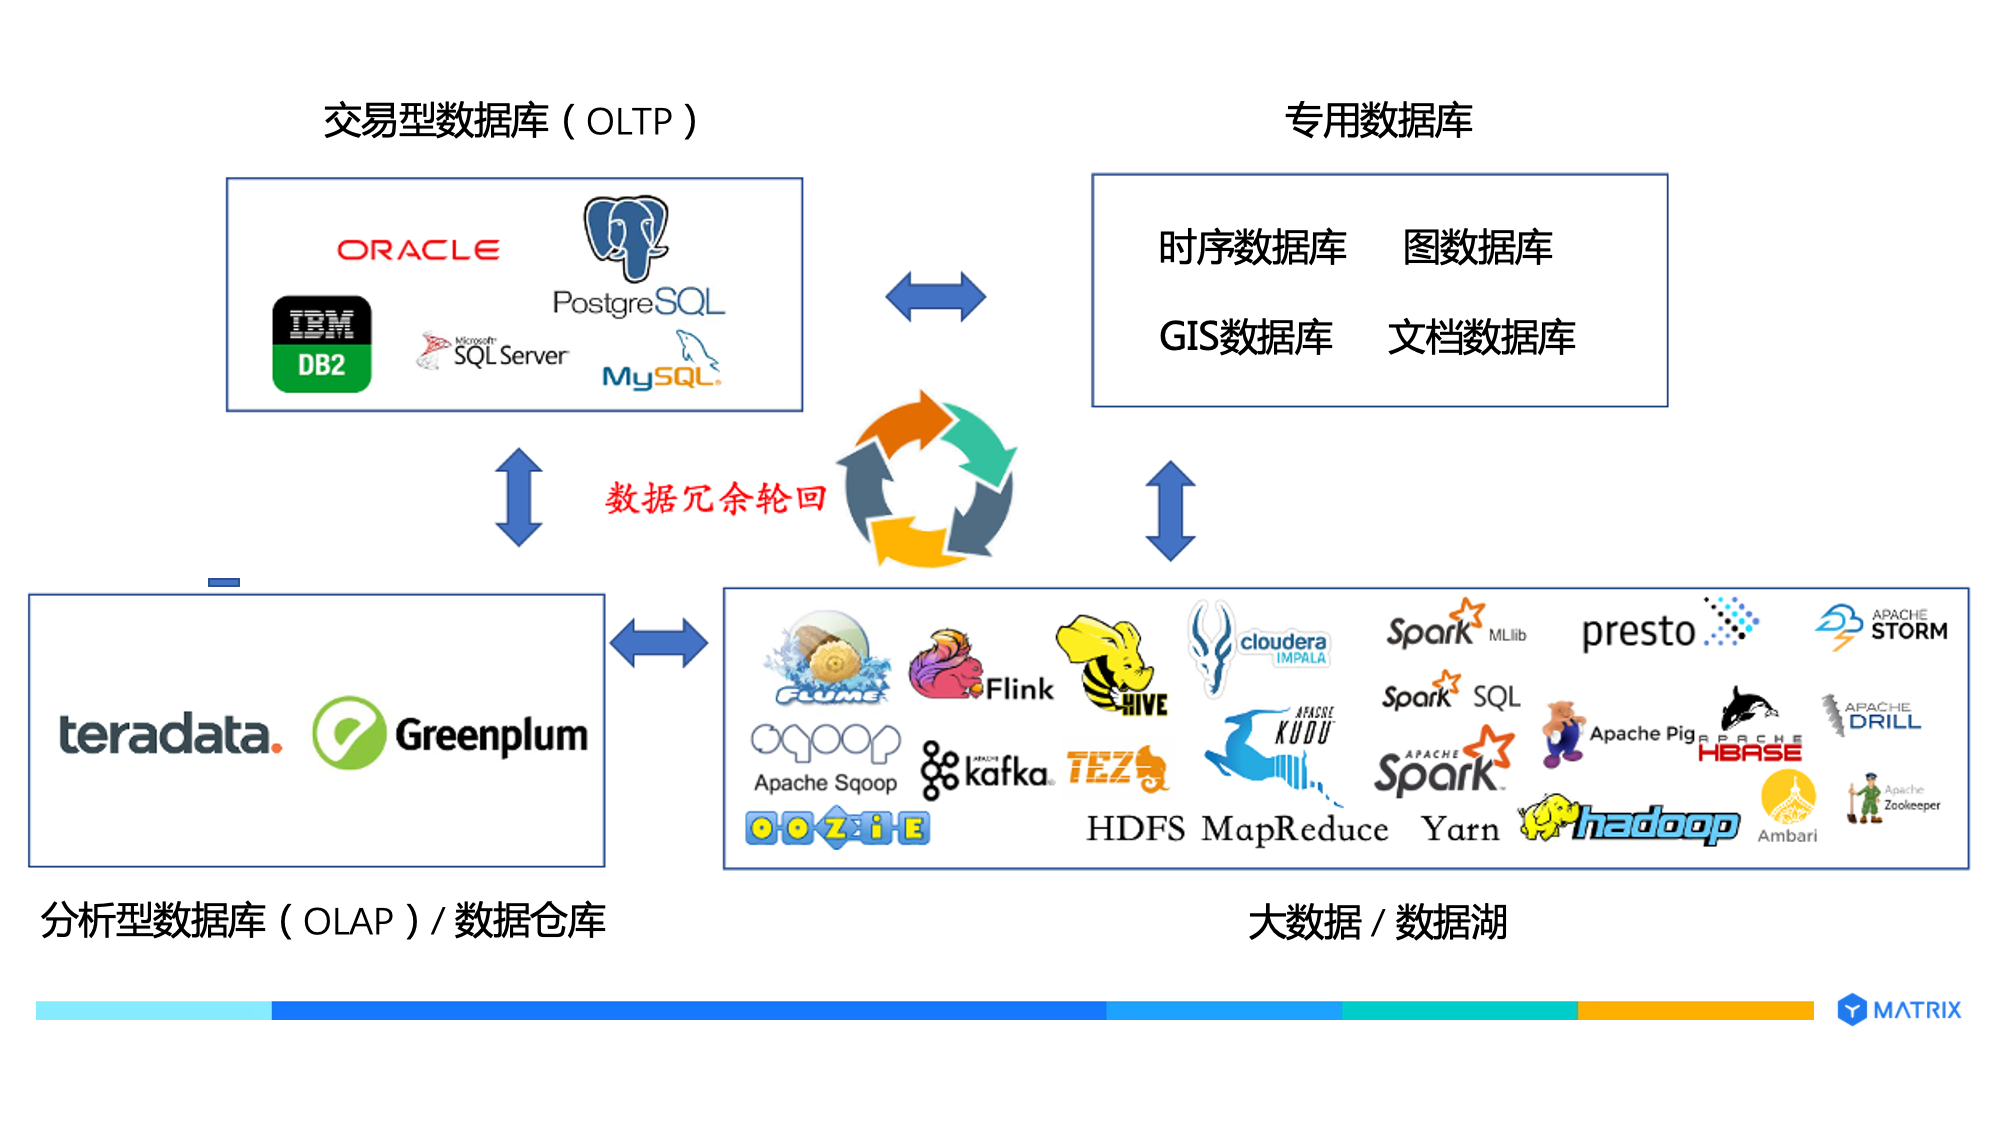 交易型数据库（OLTP）
专用数据库
ORACLE
PostgreSQL
IBM
DB2
Microsoft
SQL Server
MySQL
时序数据库 图数据库
GIS数据库 文档数据库
数据冗余轮回
teradata.
Greenplum
FLUME
Flink
HIVE
cloudera
IMPALA
Spark MLlib
presto
APACHE
STORM
Spark SQL
sqoop
Apache Sqoop
APACHE
kafka
TEZ
APACHE
KUDU
APACHE
Spark
Apache Pig
APACHE
HBASE
APACHE
DRILL
OOZIE
HDFS MapReduce Yarn
hadoop
Ambari
Apache
Zookeeper
分析型数据库（OLAP）/ 数据仓库
大数据 / 数据湖
YMATRIX